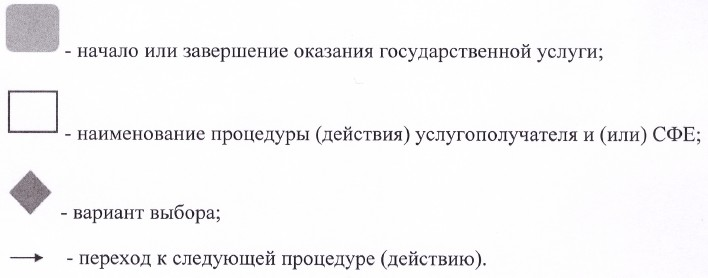 - начало или завершение оказания государственной услуги;
- наименование процедуры (действия) услугополучателя и (или) СФЕ;
- вариант выбора;
- переход к следующей процедуре (действию).